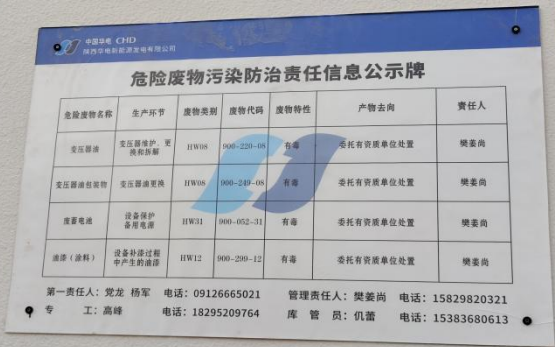 中国华电 CHD
陕西华电新能源发电有限公司
危险废物污染防治责任信息公示牌
危险废物名称 生产环节 废物类别 废物代码 废物特性 产物去向 责任人
变压器油 变压器维护、更换和拆解 HW08 900-220-08 有毒 委托有资质单位处置 樊姜尚
变压器油包装物 变压器油更换 HW08 900-249-08 有毒 委托有资质单位处置 樊姜尚
废蓄电池 设备保护备用电源 HW31 900-052-31 有毒 委托有资质单位处置 樊姜尚
油漆（涂料） 设备补漆过程中产生的油漆 HW12 900-299-12 有毒 委托有资质单位处置 樊姜尚
第一责任人：党龙 杨军 电话：09126665021 管理责任人：樊姜尚 电话：15829820321
专 工：高峰 电话：18295209764 库 管 员：仉蕾 电话：15383680613